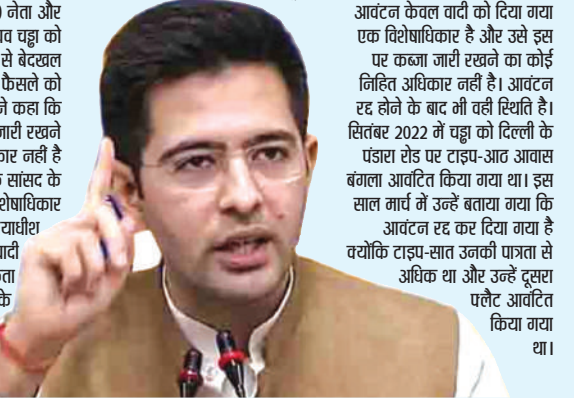 ) नेता और
व चड्ढा को
से बेदखल
फैसले को
ने कहा कि
जारी रखने
कार नहीं है
सांसद के
शेषाधिकार
याधीश
वादी
ता
के
आवंटन केवल वादी को दिया गया
एक विशेषाधिकार है और उसे इस
पर कब्जा जारी रखने का कोई
निहित अधिकार नहीं है। आवंटन
रद्द होने के बाद भी वही स्थिति है।
सितंबर 2022 में चड्ढा को दिल्ली के
पंडारा रोड पर टाइप-आठ आवास
बंगला आवंटित किया गया था। इस
साल मार्च में उन्हें बताया गया कि
आवंटन रद्द कर दिया गया है
क्योंकि टाइप-सात उनकी पात्रता से
अधिक था और उन्हें दूसरा
फ्लैट आवंटित
किया गया
था।